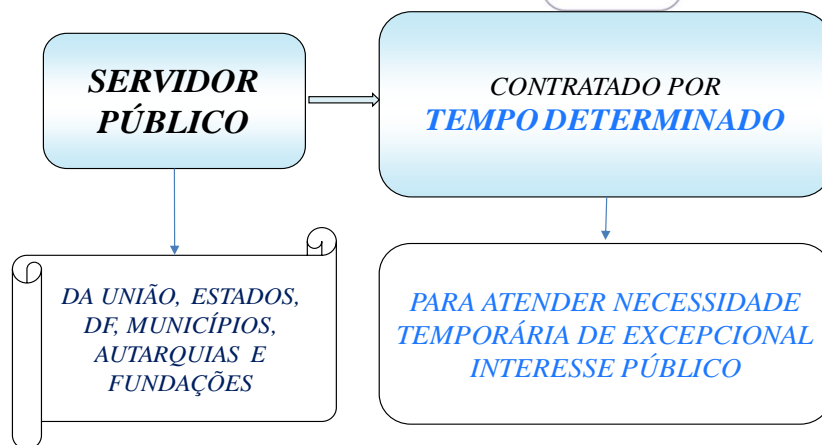 SERVIDOR
PÚBLICO
CONTRATADO POR
TEMPO DETERMINADO
DA UNIÃO, ESTADOS,
DF, MUNICÍPIOS,
AUTARQUIAS E
FUNDAÇÕES
PARA ATENDER NECESSIDADE
TEMPORÁRIA DE EXCEPCIONAL
INTERESSE PÚBLICO